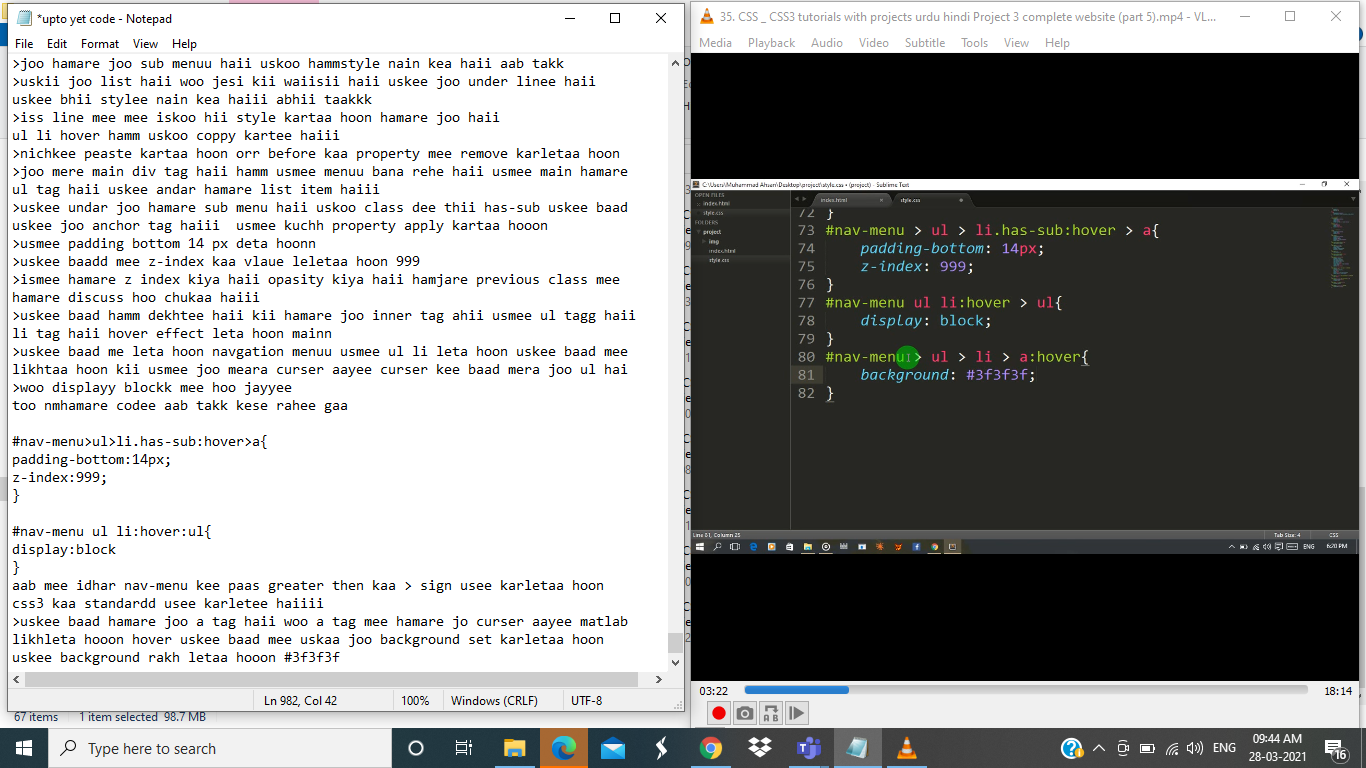 *upto yet code - Notepad
File Edit Format View Help
>joo hamare joo sub menuu haii uskoo hammstyle nain kea haii aab takk
>uskii joo list haii woo jesi kii waiisii haii uskee joo under linee haii
uskee bhii stylee nain kea haiii abhii taakkk
>iss line mee mee iskoo hii style kartaa hoon hamare joo haii
ul li hover hamm uskoo coppy kartee haiii
>nichkee peaste kartaa hoon orr before kaa property mee remove karletaa hoon
>joo mere main div tag haii hamm usmee menuu bana rehe haii usmee main hamare
ul tag haii uskee andar hamare list item haiii
>uskee undar joo hamare sub menu haii uskoo class dee thii has-sub uskee baad
uskee joo anchor tag haiii  usmee kuchh property apply kartaa hooon
>usmee padding bottom 14 px deta hoonn
>uskee baadd mee z-index kaa vlaue leletaa hoon 999
>ismee hamare z index kiya haii opasity kiya haii hamjare previous class mee
hamare discuss hoo chukaa haiii
>uskee baad hamm dekhtee haii kii hamare joo inner tag ahii usmee ul tagg haii
li tag haii hover effect leta hoon mainn
>uskee baad me leta hoon navgation menuu usmee ul li leta hoon uskee baad mee
likhtaa hoon kii usmee joo meara curser aayee curser kee baad mera joo ul hai
>woo displayy blockk mee hoo jayyee
too nmhamare codee aab takk kese rahee gaa
#nav-menu>ul>li.has-sub:hover>a{
padding-bottom:14px;
z-index:999;
}
#nav-menu ul li:hover:ul{
display:block
}
aab mee idhar nav-menu kee paas greater then kaa > sign usee karletaa hoon
css3 kaa standardd usee karletee haiiii
>uskee baad hamare joo a tag haii woo a tag mee hamare jo curser aayee matlab
likhleta hooon hover uskee baad mee uskaa joo background set karletaa hoon
uskee background rakh letaa hooon #3f3f3f
Ln 982, Col 42 100% Windows (CRLF) UTF-8
67 items 1 item selected 98.7 MB
35. CSS _ CSS3 tutorials with projects urdu hindi Project 3 complete website (part 5).mp4 - VL...
Media Playback Audio Video Subtitle Tools View Help
C:\Users\Muhammad Ahsan\Desktop\project\style.css • (project) - Sublime Text
OPEN FILES
index.html
style.css
FOLDERS
project
img
index.html
style.css
index.html style.css
72 }
73 #nav-menu > ul > li.has-sub:hover > a{
74 padding-bottom: 14px;
75 z-index: 999;
76 }
77 #nav-menu ul li:hover > ul{
78 display: block;
79 }
80 #nav-menu > ul > li > a:hover{
81 background: #3f3f3f;
82 }
Tab Size: 4 CSS
ENG 6:20 PM
03:22 18:14
Type here to search
ENG 09:44 AM
28-03-2021
16